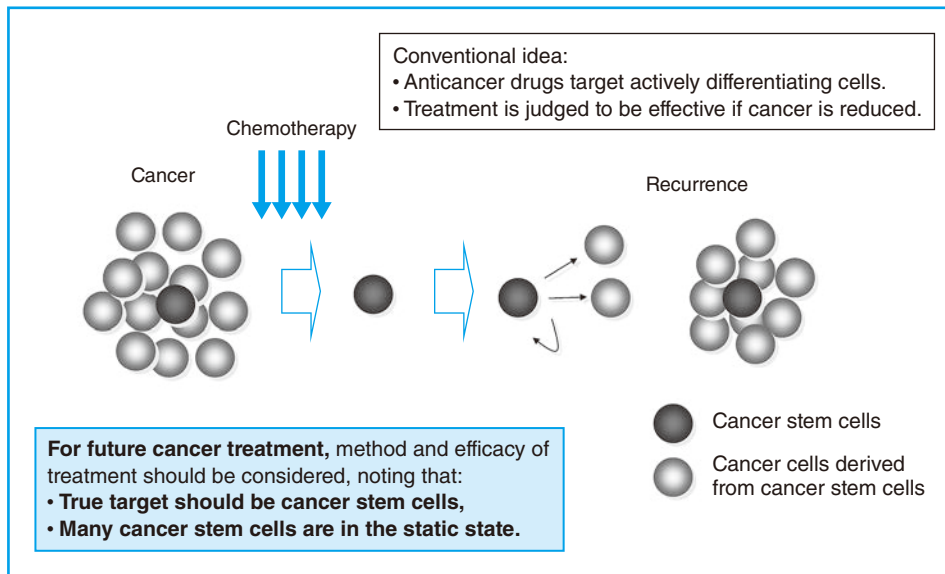 Conventional idea:
• Anticancer drugs target actively differentiating cells.
• Treatment is judged to be effective if cancer is reduced.
Chemotherapy
Cancer
Recurrence
Cancer stem cells
Cancer cells derived
from cancer stem cells
For future cancer treatment, method and efficacy of
treatment should be considered, noting that:
• True target should be cancer stem cells,
• Many cancer stem cells are in the static state.